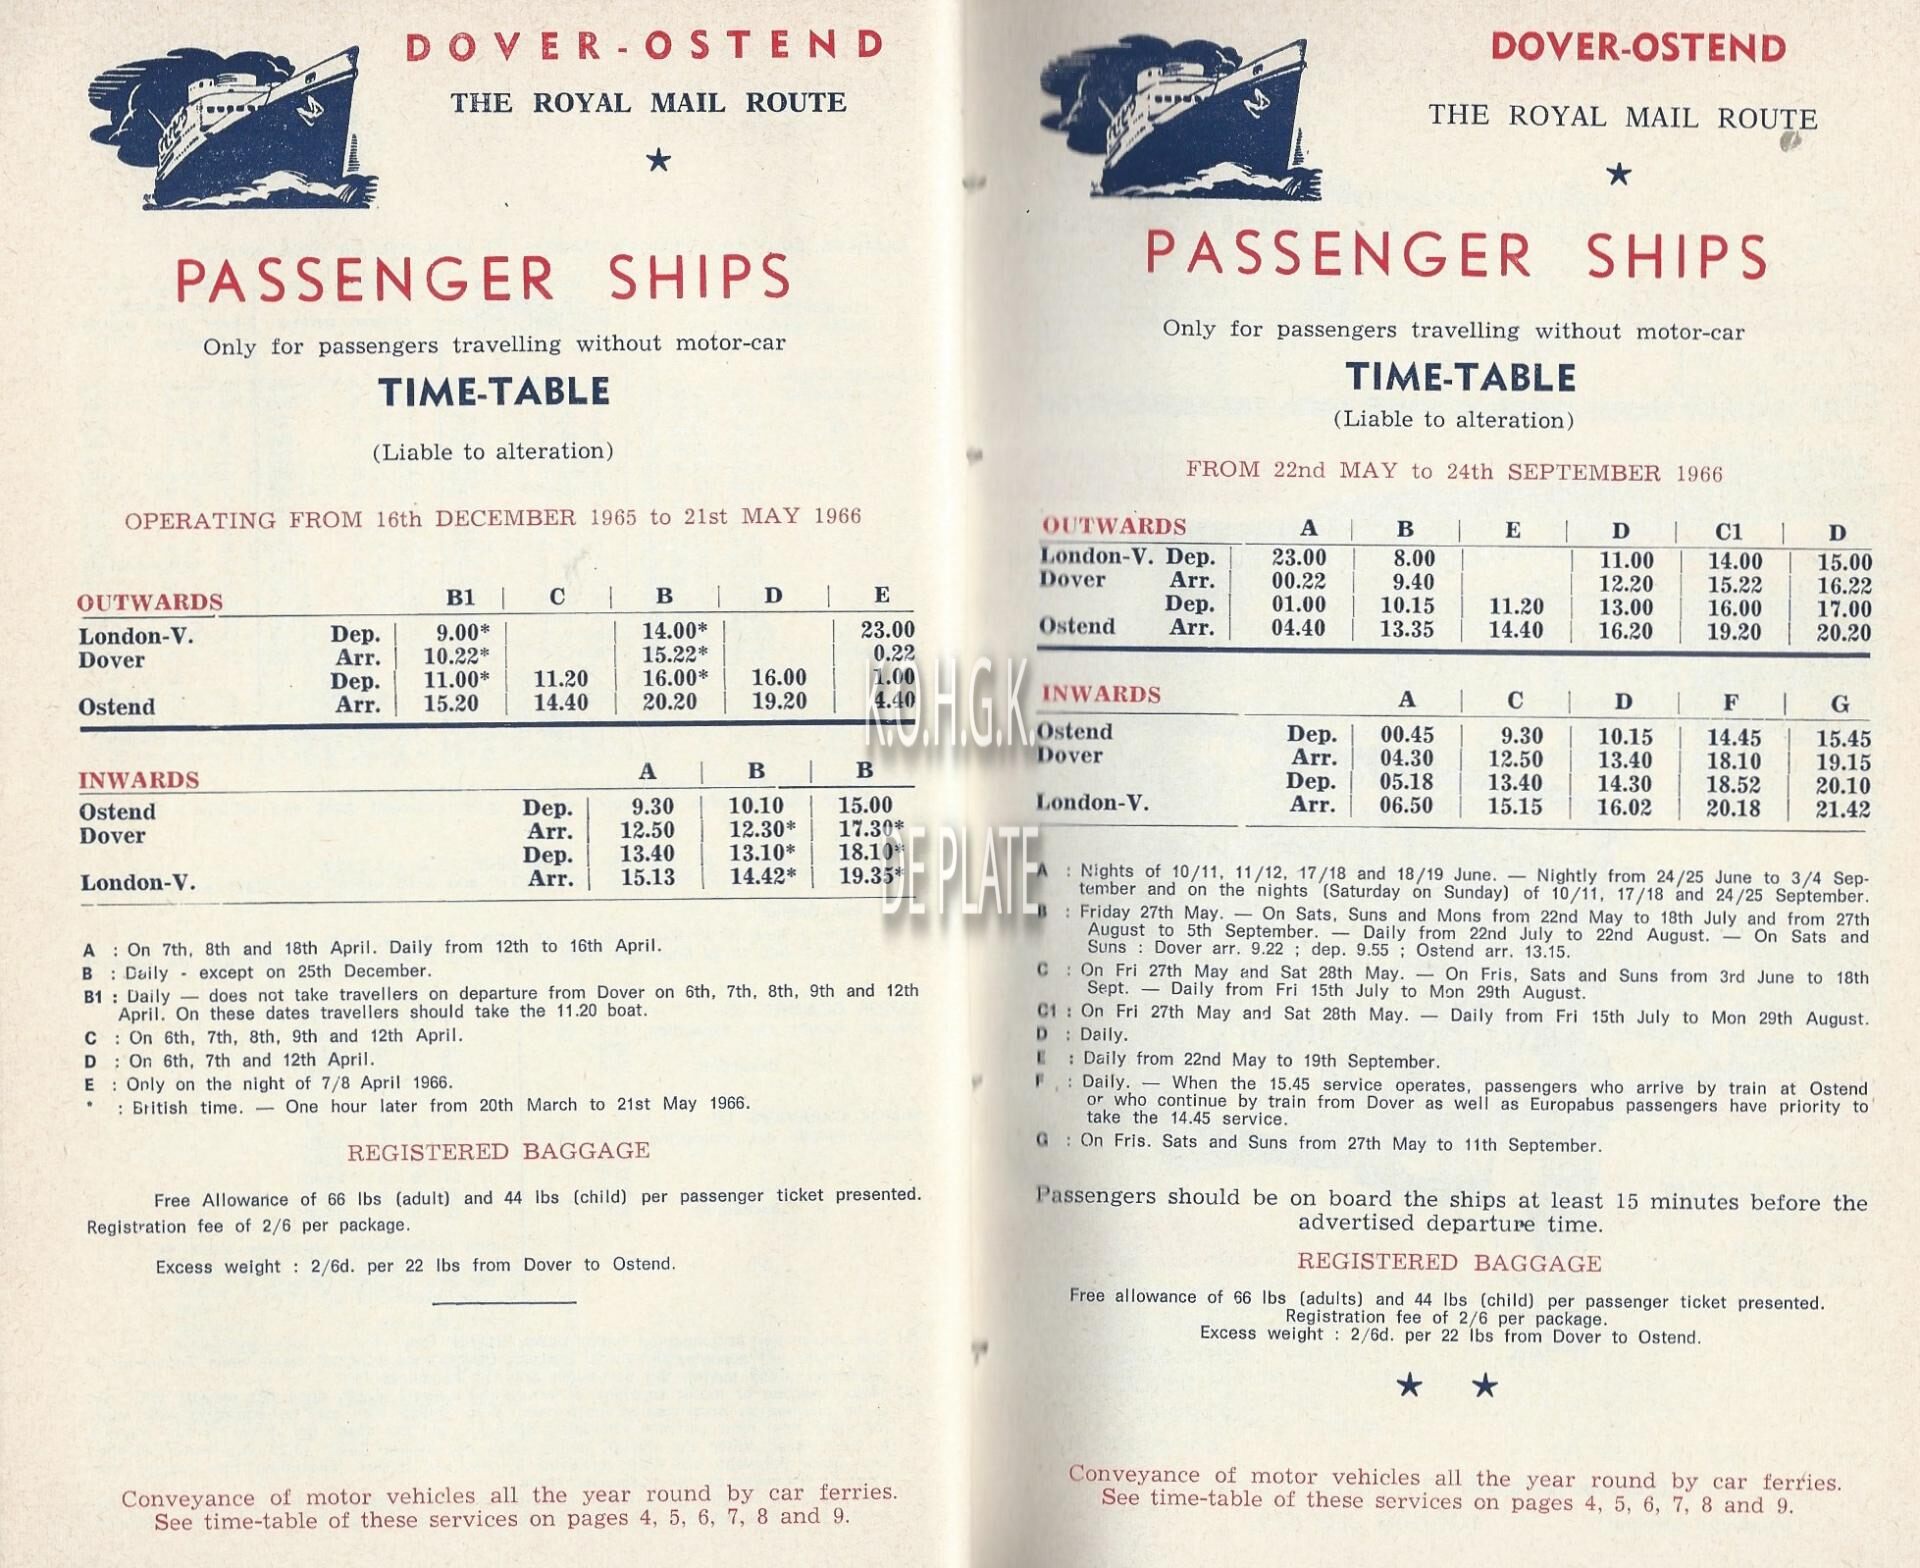 DOVER-OSTEND
THE ROYAL MAIL ROUTE
PASSENGER SHIPS
Only for passengers travelling without motor-car
TIME-TABLE
(Liable to alteration)
OPERATING FROM 16th DECEMBER 1965 to 21st MAY 1966
OUTWARDS B1 | C | B | D | E
London-V. Dep. 9.00* 14.00* 23.00
Dover Arr. 10.22* 15.22* 0.22
Dep. 11.00* 11.20 16.00* 16.00 1.00
Ostend Arr. 15.20 14.40 20.20 19.20 4.40
INWARDS A | B | B
Ostend Dep. 9.30 10.10 15.00
Dover Arr. 12.50 12.30* 17.30*
Dep. 13.40 13.10* 18.10*
London-V. Arr. 15.13 14.42* 19.35*
A : On 7th, 8th and 18th April. Daily from 12th to 16th April.
B : Daily - except on 25th December.
B1 : Daily — does not take travellers on departure from Dover on 6th, 7th, 8th, 9th and 12th
April. On these dates travellers should take the 11.20 boat.
C : On 6th, 7th, 8th, 9th and 12th April.
D : On 6th, 7th and 12th April.
E : Only on the night of 7/8 April 1966.
* : British time. — One hour later from 20th March to 21st May 1966.
REGISTERED BAGGAGE
Free Allowance of 66 lbs (adult) and 44 lbs (child) per passenger ticket presented.
Registration fee of 2/6 per package.
Excess weight : 2/6d. per 22 lbs from Dover to Ostend.
Conveyance of motor vehicles all the year round by car ferries.
See time-table of these services on pages 4, 5, 6, 7, 8 and 9.
K.O.H.G.K.
DE PLATE
DOVER-OSTEND
THE ROYAL MAIL ROUTE
PASSENGER SHIPS
Only for passengers travelling without motor-car
TIME-TABLE
(Liable to alteration)
FROM 22nd MAY to 24th SEPTEMBER 1966
OUTWARDS A | B | E | D | C1 | D
London-V. Dep. 23.00 8.00 11.00 14.00 15.00
Dover Arr. 00.22 9.40 12.20 15.22 16.22
Dep. 01.00 10.15 11.20 13.00 16.00 17.00
Ostend Arr. 04.40 13.35 14.40 16.20 19.20 20.20
INWARDS A | C | D | F | G
Ostend Dep. 00.45 9.30 10.15 14.45 15.45
Dover Arr. 04.30 12.50 13.40 18.10 19.15
Dep. 05.18 13.40 14.30 18.52 20.10
London-V. Arr. 06.50 15.15 16.02 20.18 21.42
A : Nights of 10/11, 11/12, 17/18 and 18/19 June. — Nightly from 24/25 June to 3/4 Sep-
tember and on the nights (Saturday on Sunday) of 10/11, 17/18 and 24/25 September.
B : Friday 27th May. — On Sats, Suns and Mons from 22nd May to 18th July and from 27th
August to 5th September. — Daily from 22nd July to 22nd August. — On Sats and
Suns : Dover arr. 9.22 ; dep. 9.55 ; Ostend arr. 13.15.
C : On Fri 27th May and Sat 28th May. — On Fris, Sats and Suns from 3rd June to 18th
Sept. — Daily from Fri 15th July to Mon 29th August.
C1 : On Fri 27th May and Sat 28th May. — Daily from Fri 15th July to Mon 29th August.
D : Daily.
E : Daily from 22nd May to 19th September.
F : Daily. — When the 15.45 service operates, passengers who arrive by train at Ostend
or who continue by train from Dover as well as Europabus passengers have priority to
take the 14.45 service.
G : On Fris. Sats and Suns from 27th May to 11th September.
Passengers should be on board the ships at least 15 minutes before the
advertised departure time.
REGISTERED BAGGAGE
Free allowance of 66 lbs (adults) and 44 lbs (child) per passenger ticket presented.
Registration fee of 2/6 per package.
Excess weight : 2/6d. per 22 lbs from Dover to Ostend.
Conveyance of motor vehicles all the year round by car ferries.
See time-table of these services on pages 4, 5, 6, 7, 8 and 9.